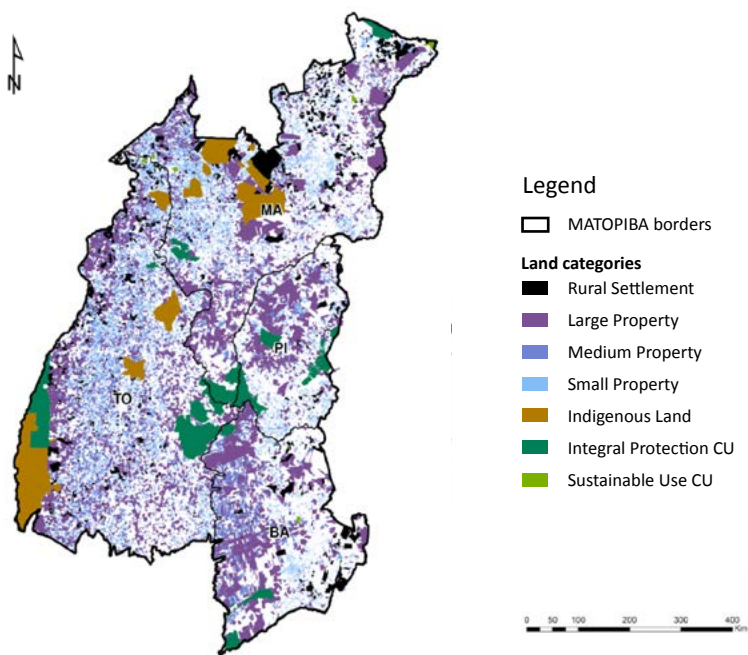 N
MA
PI
TO
BA
Legend
MATOPIBA borders
Land categories
Rural Settlement
Large Property
Medium Property
Small Property
Indigenous Land
Integral Protection CU
Sustainable Use CU
0 50 100 200 300 400
Km